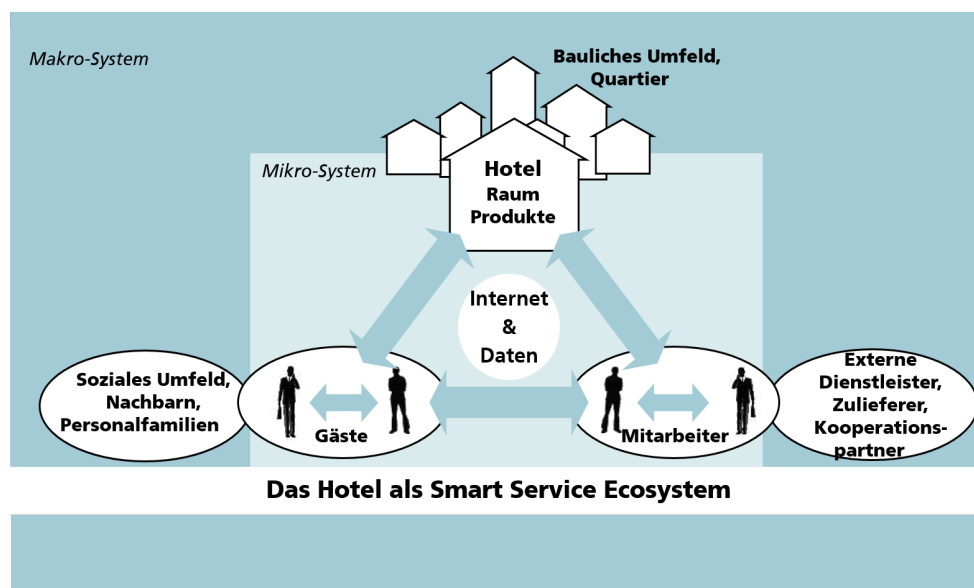 Makro-System
Bauliches Umfeld,
Quartier
Mikro-System
Hotel
Raum
Produkte
Internet
&
Daten
Soziales Umfeld,
Nachbarn,
Personalfamilien
Gäste
Mitarbeiter
Externe
Dienstleister,
Zulieferer,
Kooperations-
partner
Das Hotel als Smart Service Ecosystem